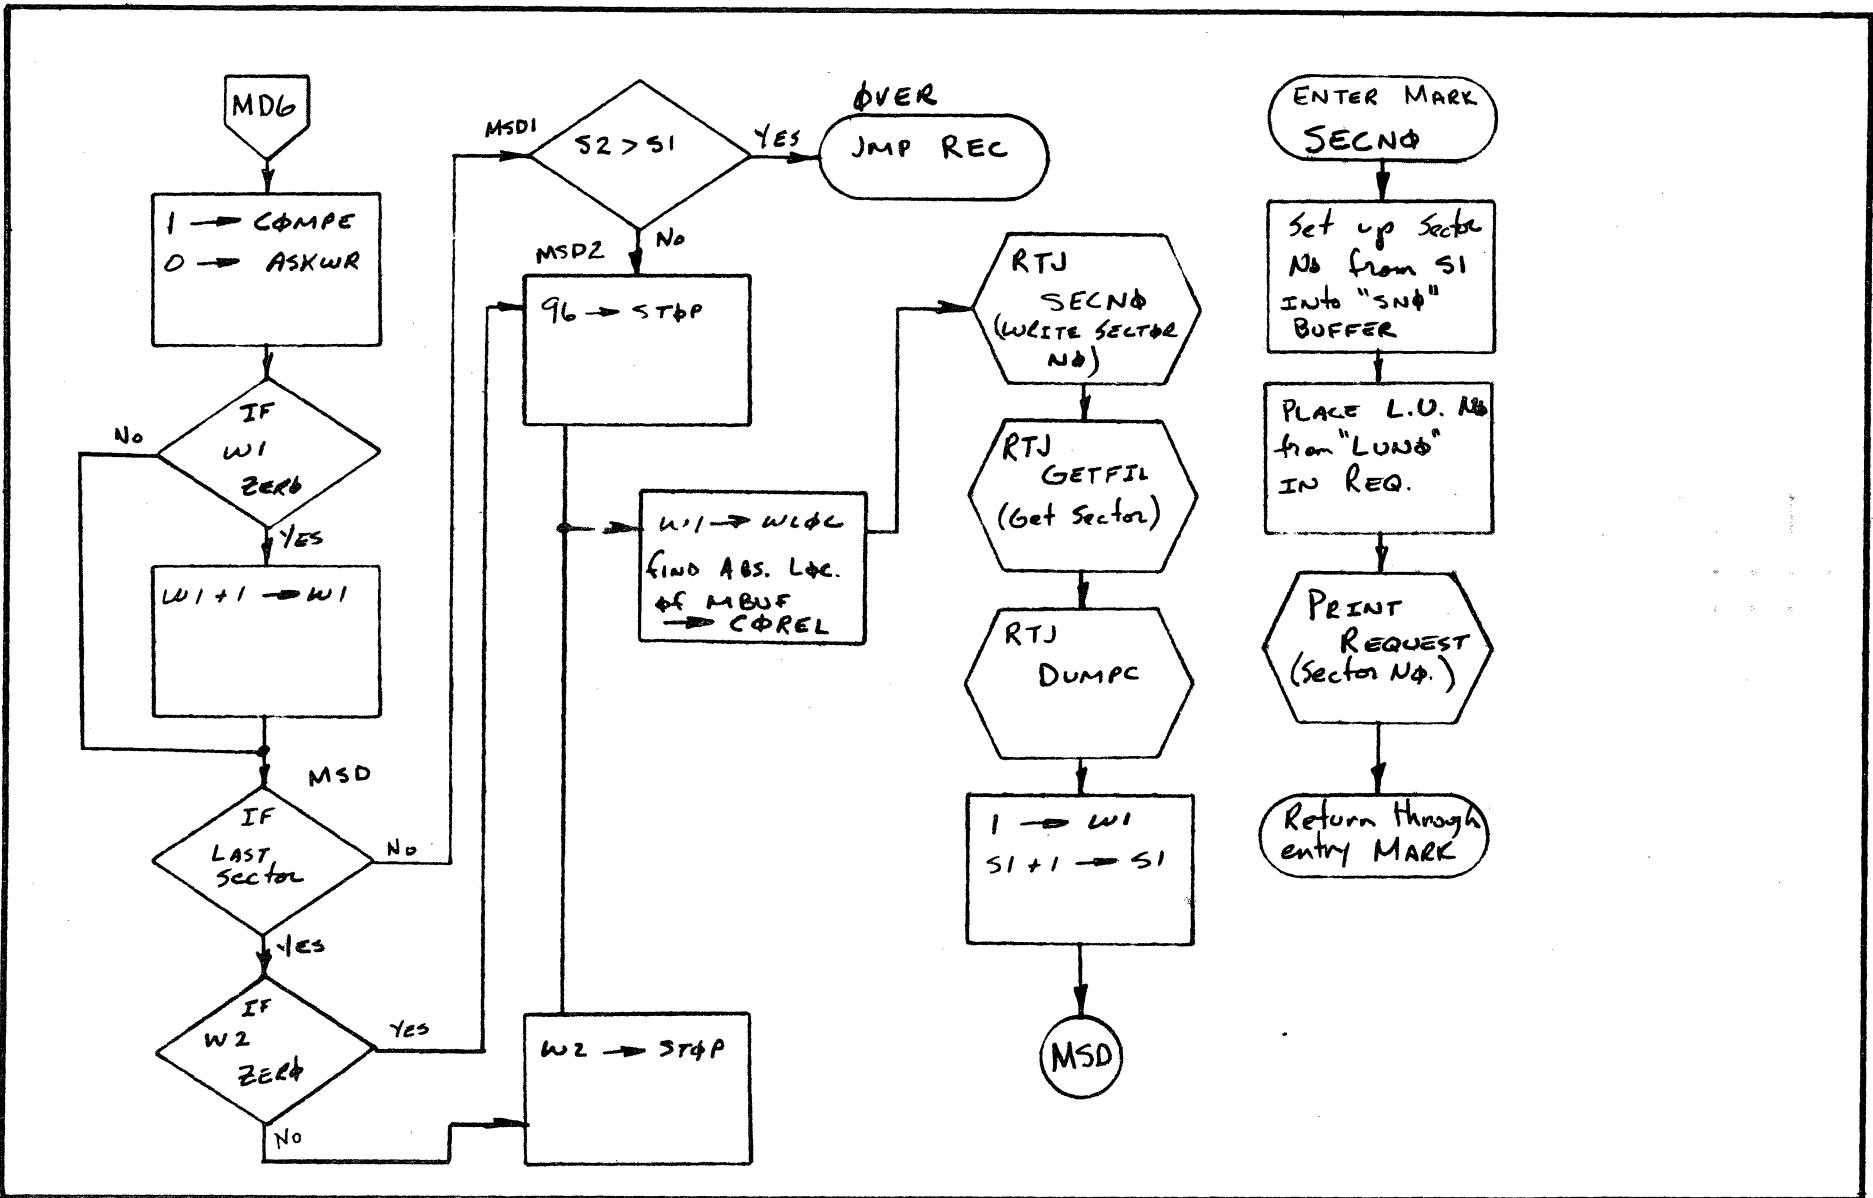 MD6
1 → CØMPE
0 → ASKWR
IF
W1
ZERØ
No
YES
W1 + 1 → W1
MSD
IF
LAST
Sector
No
YES
IF
W2
ZERØ
YES
No
MSD1
S2 > S1
YES
No
ØVER
JMP REC
MSD2
96 → STØP
W1 → WLØC
FIND ABS. LØC.
Øf MBUF
→ CØREL
W2 → STØP
RTJ
SECNØ
(WRITE SECTØR
NØ)
RTJ
GETFIL
(Get Sector)
RTJ
DUMPC
1 → W1
S1 + 1 → S1
MSD
ENTER MARK
SECNØ
Set up Sector
NØ from S1
INto "SNØ"
BUFFER
PLACE L.U. NØ
from "LUNØ"
IN REQ.
PRINT
REQUEST
(Sector NØ.)
Return through
entry MARK